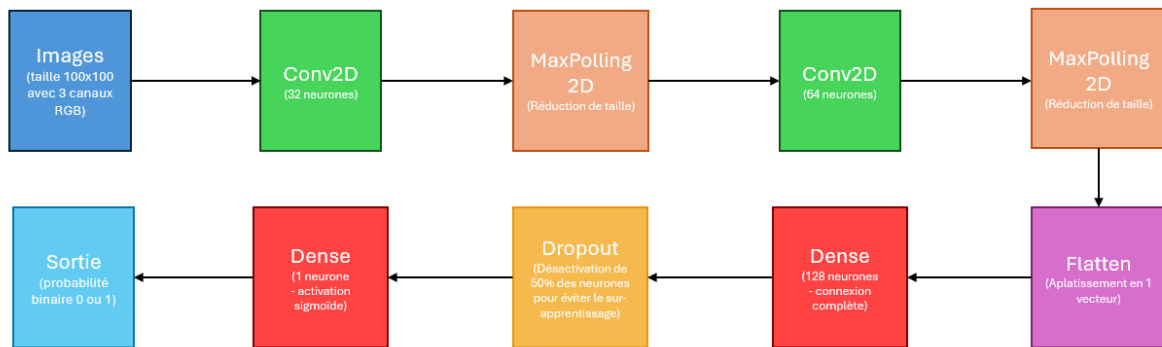 Images
(taille 100x100
avec 3 canaux
RGB)
Conv2D
(32 neurones)
MaxPolling
2D
(Réduction de taille)
Conv2D
(64 neurones)
MaxPolling
2D
(Réduction de taille)
Sortie
(probabilité
binaire 0 ou 1)
Dense
(1 neurone
- activation
sigmoïde)
Dropout
(Désactivation de
50% des neurones
pour éviter le sur-
apprentissage)
Dense
(128 neurones
- connexion
complète)
Flatten
(Aplatissement en 1
vecteur)